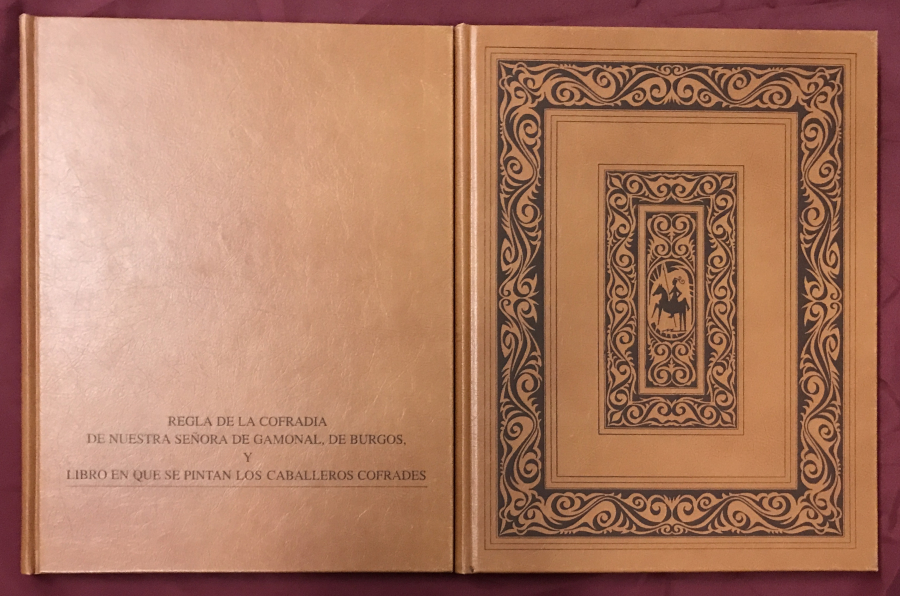 REGLA DE LA COFRADIA
DE NUESTRA SEÑORA DE GAMONAL, DE BURGOS,
Y
LIBRO EN QUE SE PINTAN LOS CABALLEROS COFRADES